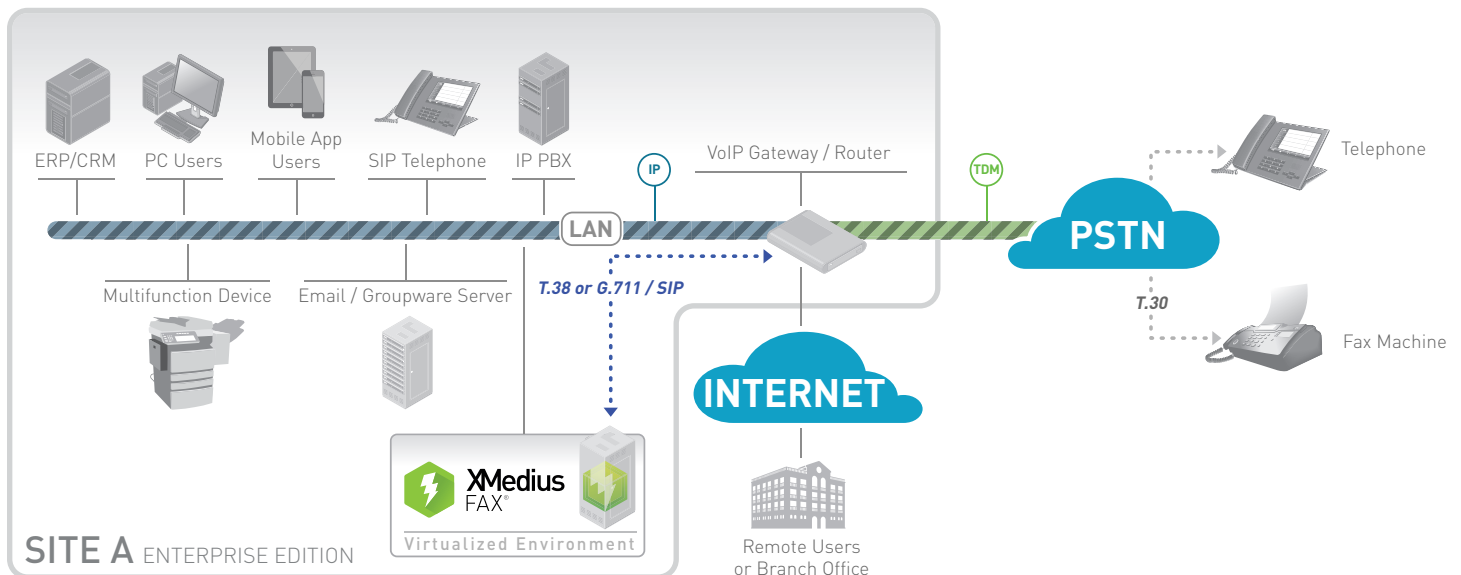 ERP/CRM
PC Users
Mobile App
Users
SIP Telephone
IP PBX
IP
VoIP Gateway / Router
TDM
Telephone
LAN
PSTN
Multifunction Device
Email / Groupware Server
T.38 or G.711 / SIP
T.30
Fax Machine
INTERNET
XMedius
FAX®
Virtualized Environment
SITE A ENTERPRISE EDITION
Remote Users
or Branch Office